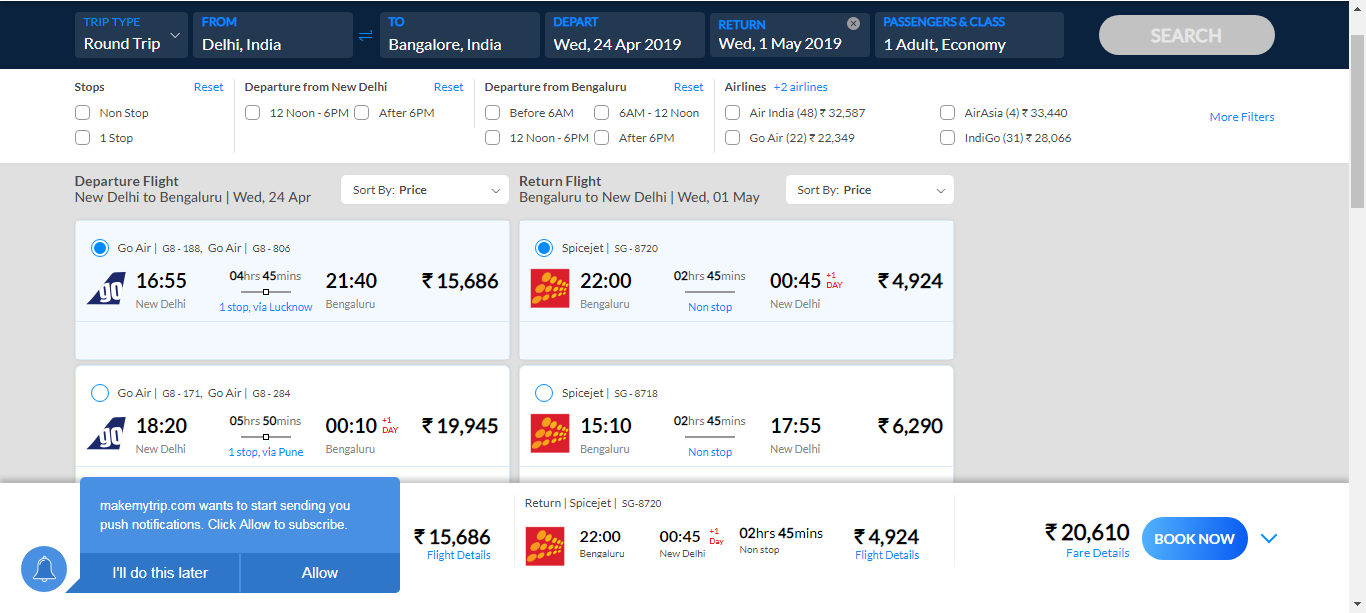 TRIP TYPE
Round Trip
FROM
Delhi, India
TO
Bangalore, India
DEPART
Wed, 24 Apr 2019
RETURN
Wed, 1 May 2019
PASSENGERS & CLASS
1 Adult, Economy
SEARCH
Stops Reset
Non Stop
1 Stop
Departure from New Delhi Reset
12 Noon - 6PM After 6PM
Departure from Bengaluru Reset
Before 6AM 6AM - 12 Noon
12 Noon - 6PM After 6PM
Airlines +2 airlines
Air India (48) ₹ 32,587 AirAsia (4) ₹ 33,440
Go Air (22) ₹ 22,349 IndiGo (31) ₹ 28,066
More Filters
Departure Flight
New Delhi to Bengaluru | Wed, 24 Apr
Sort By: Price
Go Air | G8 - 188, Go Air | G8 - 806
go 16:55 04hrs 45mins 21:40 ₹ 15,686
New Delhi 1 stop, via Lucknow Bengaluru
Go Air | G8 - 171, Go Air | G8 - 284
go 18:20 05hrs 50mins 00:10 +1 DAY ₹ 19,945
New Delhi 1 stop, via Pune Bengaluru
Return Flight
Bengaluru to New Delhi | Wed, 01 May
Sort By: Price
Spicejet | SG - 8720
22:00 02hrs 45mins 00:45 +1 DAY ₹ 4,924
Bengaluru Non stop New Delhi
Spicejet | SG - 8718
15:10 02hrs 45mins 17:55 ₹ 6,290
Bengaluru Non stop New Delhi
makemytrip.com wants to start sending you
push notifications. Click Allow to subscribe.
I'll do this later Allow
₹ 15,686
Flight Details
Return | Spicejet | SG-8720
22:00 00:45 +1 Day 02hrs 45mins ₹ 4,924
Bengaluru New Delhi Non stop Flight Details
₹ 20,610
Fare Details
BOOK NOW